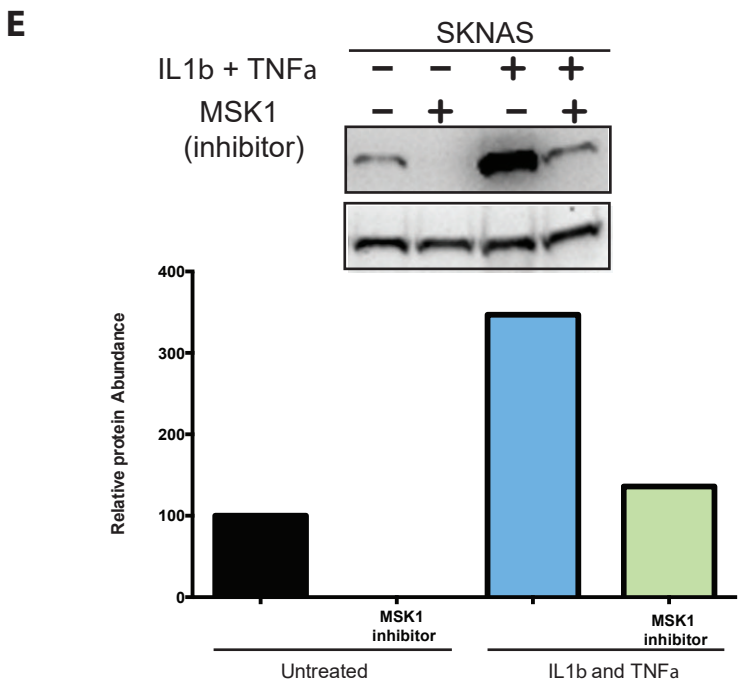 E
SKNAS
IL1b + TNFa − − + +
MSK1 − + − +
(inhibitor)
400
300
200
100
0
Relative protein Abundance
MSK1
inhibitor
MSK1
inhibitor
Untreated
IL1b and TNFa